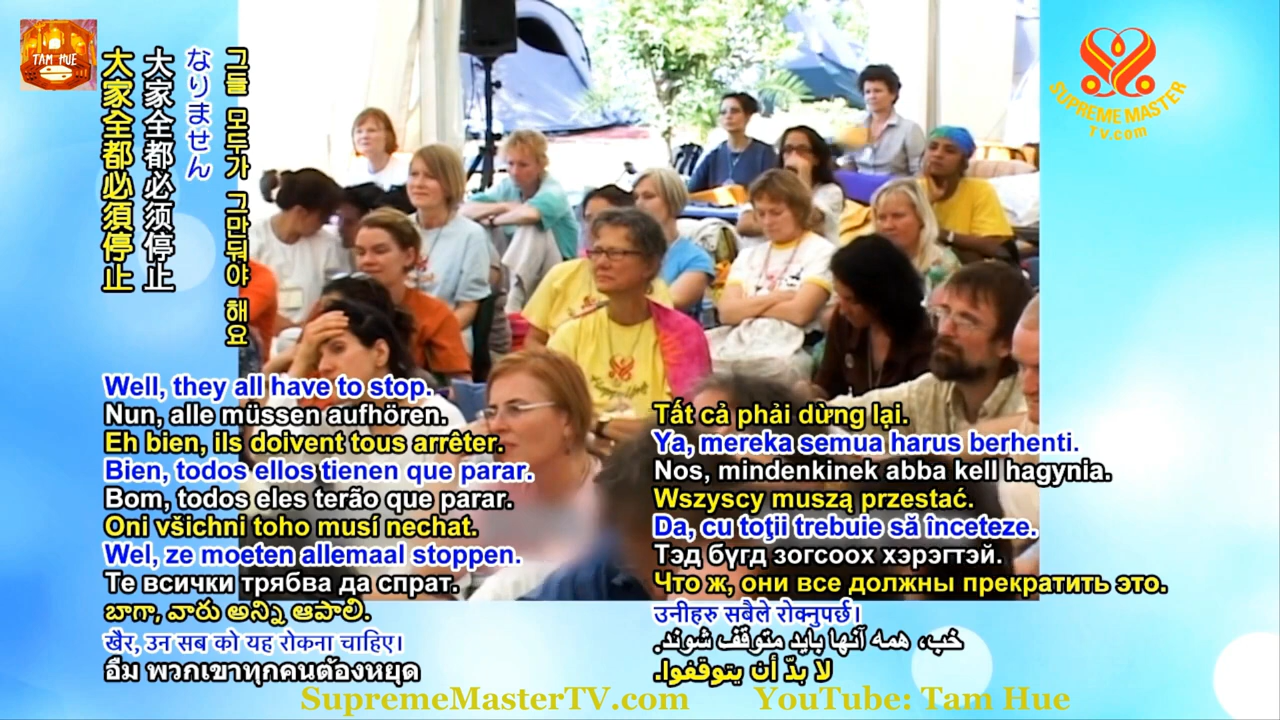 TAM HUE
大家全都必須停止
大家全都必须停止
なりません
그들 모두가 그만둬야 해요
SUPREME MASTER
TV.com
Well, they all have to stop.
Nun, alle müssen aufhören.
Eh bien, ils doivent tous arrêter.
Bien, todos ellos tienen que parar.
Bom, todos eles terão que parar.
Oni všichni toho musí nechat.
Wel, ze moeten allemaal stoppen.
Те всички трябва да спрат.
బాగా, వారు అన్ని ఆపాలి.
खैर, उन सब को यह रोकना चाहिए।
อืม พวกเขาทุกคนต้องหยุด
Tất cả phải dừng lại.
Ya, mereka semua harus berhenti.
Nos, mindenkinek abba kell hagynia.
Wszyscy muszą przestać.
Da, cu toţii trebuie să înceteze.
Тэд бүгд зогсоох хэрэгтэй.
Что ж, они все должны прекратить это.
उनीहरु सबैले रोक्नुपर्छ।
خب، همه آنها باید متوقف شوند.
لا بدّ أن يتوقفوا.
SupremeMasterTV.com YouTube: Tam Hue